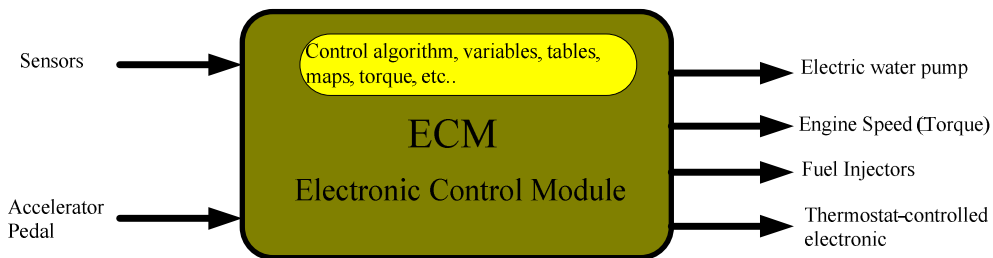 Sensors
Accelerator
Pedal
Control algorithm, variables, tables,
maps, torque, etc..
ECM
Electronic Control Module
Electric water pump
Engine Speed (Torque)
Fuel Injectors
Thermostat-controlled
electronic